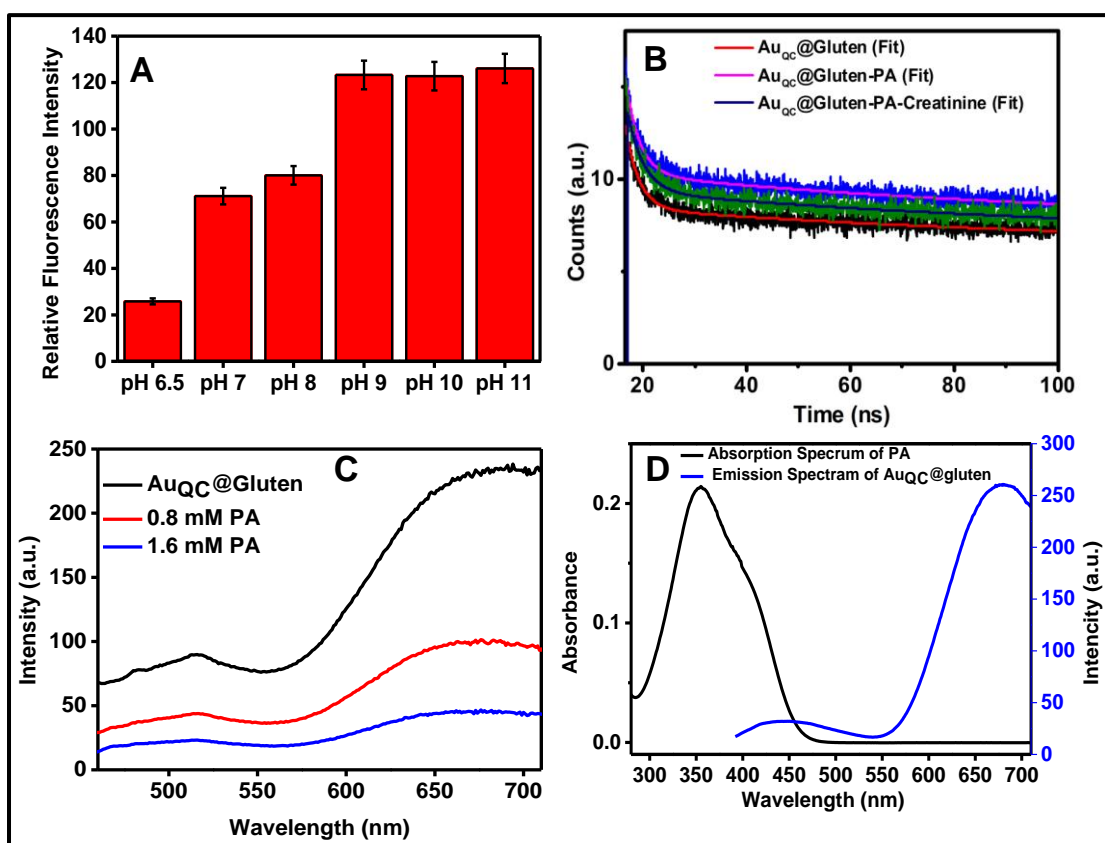 A
Relative Fluorescence Intensity
140
120
100
80
60
40
20
0
pH 6.5 pH 7 pH 8 pH 9 pH 10 pH 11
B
AuQC@Gluten (Fit)
AuQC@Gluten-PA (Fit)
AuQC@Gluten-PA-Creatinine (Fit)
Counts (a.u.)
10
0
20 40 60 80 100
Time (ns)
C
AuQC@Gluten
0.8 mM PA
1.6 mM PA
Intensity (a.u.)
250
200
150
100
50
0
500 550 600 650 700
Wavelength (nm)
D
Absorption Specrum of PA
Emission Spectram of AuQC@gluten
Absorbance
0.2
0.1
0.0
300 350 400 450 500 550 600 650 700
Wavelength (nm)
300
250
200
150
100
50
0
Intencity (a.u.)